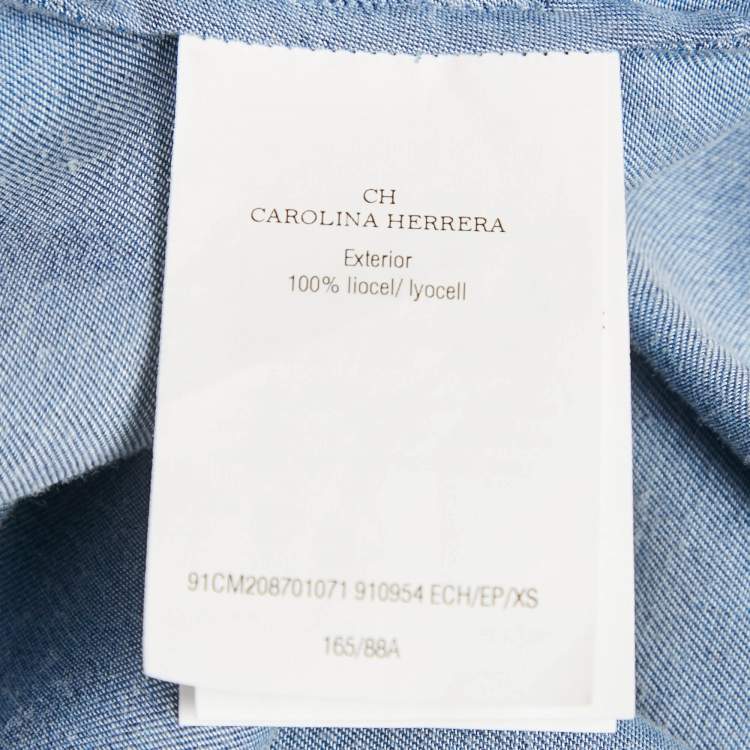 CH
CAROLINA HERRERA
Exterior
100% liocel/ lyocell
91CM208701071 910954 ECH/EP/XS
165/88A